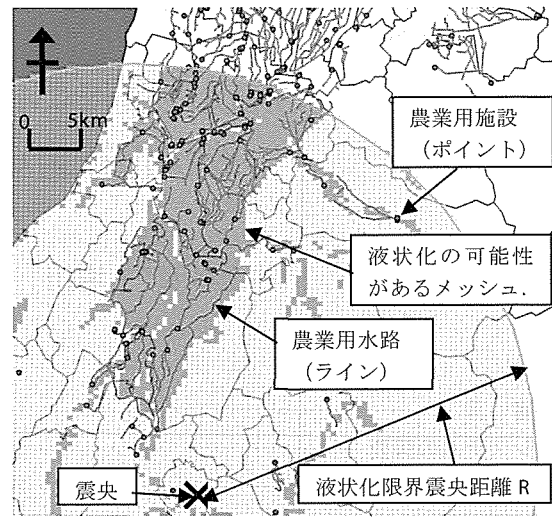 0 5km
農業用施設
（ポイント）
液状化の可能性
があるメッシュ.
農業用水路
（ライン）
震央
液状化限界震央距離 R